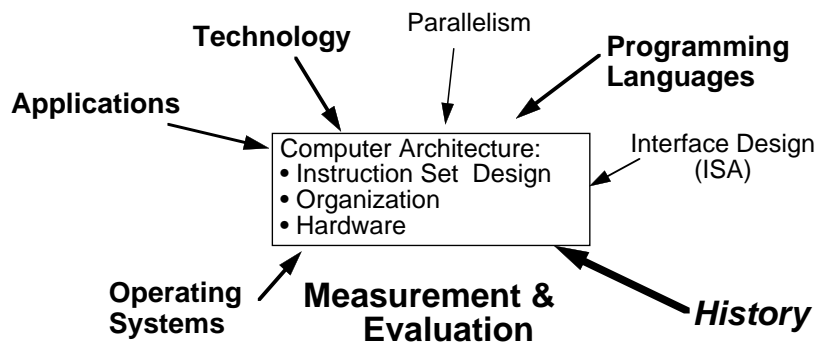 Parallelism
Technology
Programming
Languages
Applications
Computer Architecture:
• Instruction Set Design
• Organization
• Hardware
Interface Design
(ISA)
Operating
Systems
Measurement &
Evaluation
History